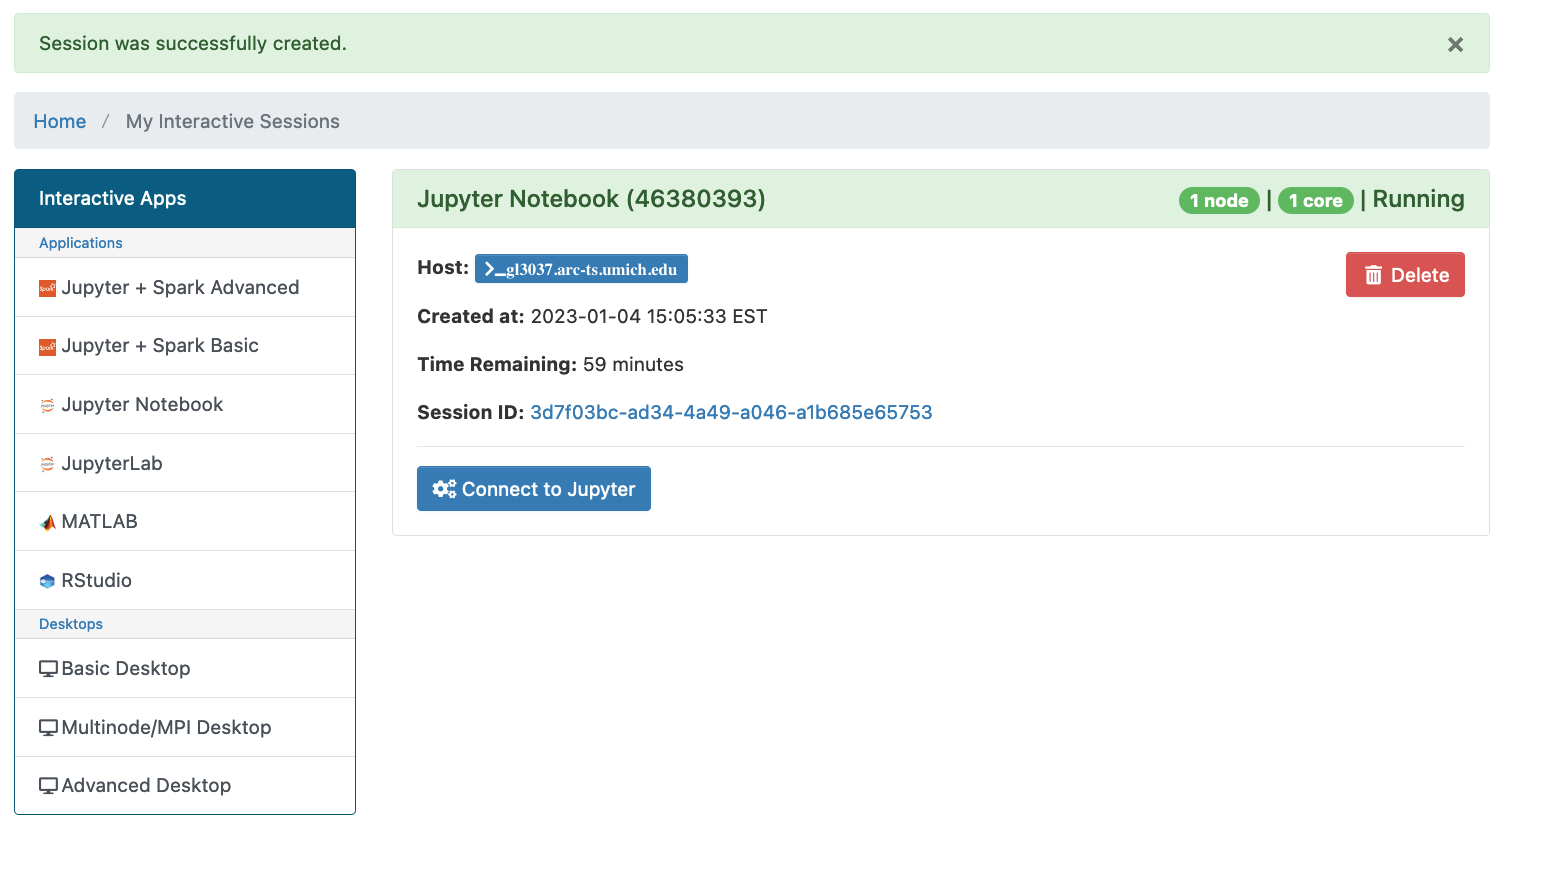 Session was successfully created.
×
Home / My Interactive Sessions
Interactive Apps
Applications
Jupyter + Spark Advanced
Jupyter + Spark Basic
Jupyter Notebook
JupyterLab
MATLAB
RStudio
Desktops
Basic Desktop
Multinode/MPI Desktop
Advanced Desktop
Jupyter Notebook (46380393) 1 node | 1 core | Running
Host: >_gl3037.arc-ts.umich.edu
Delete
Created at: 2023-01-04 15:05:33 EST
Time Remaining: 59 minutes
Session ID: 3d7f03bc-ad34-4a49-a046-a1b685e65753
Connect to Jupyter